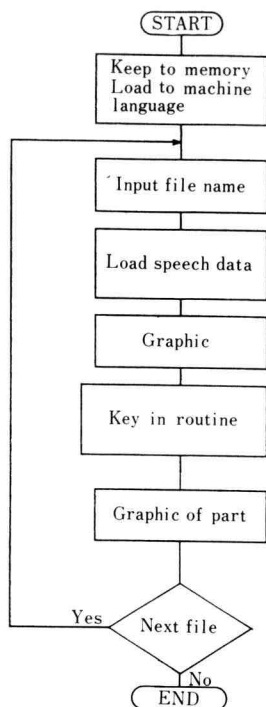 START
Keep to memory
Load to machine
language
Input file name
Load speech data
Graphic
Key in routine
Graphic of part
Yes
Next file
No
END